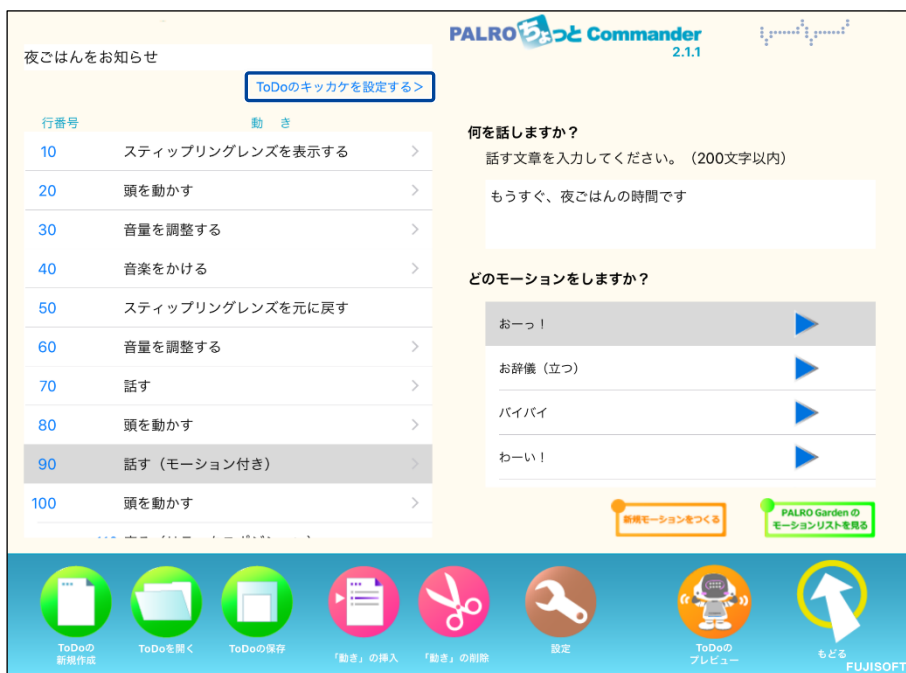 PALROちょっと Commander
2.1.1
夜ごはんをお知らせ
ToDoのキッカケを設定する>
行番号 動き
10 スティップリングレンズを表示する
20 頭を動かす
30 音量を調整する
40 音楽をかける
50 スティップリングレンズを元に戻す
60 音量を調整する
70 話す
80 頭を動かす
90 話す（モーション付き）
100 頭を動かす
何を話しますか？
話す文章を入力してください。（200文字以内）
もうすぐ、夜ごはんの時間です
どのモーションをしますか？
おーっ！
お辞儀（立つ）
バイバイ
わーい！
新規モーションをつくる
PALRO Garden の
モーションリストを見る
ToDoの
新規作成
ToDoを開く
ToDoの保存
「動き」の挿入
「動き」の削除
設定
ToDoの
プレビュー
もどる
FUJISOFT